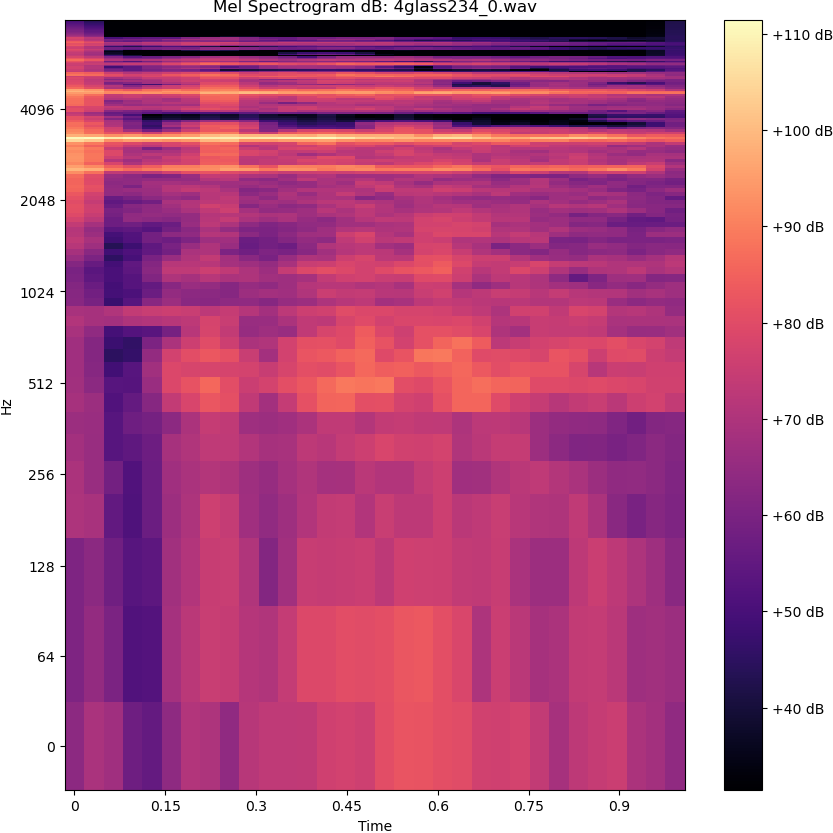 Mel Spectrogram dB: 4glass234_0.wav
4096
2048
1024
512
256
128
64
0
Hz
0
0.15
0.3
0.45
0.6
0.75
0.9
Time
+110 dB
+100 dB
+90 dB
+80 dB
+70 dB
+60 dB
+50 dB
+40 dB